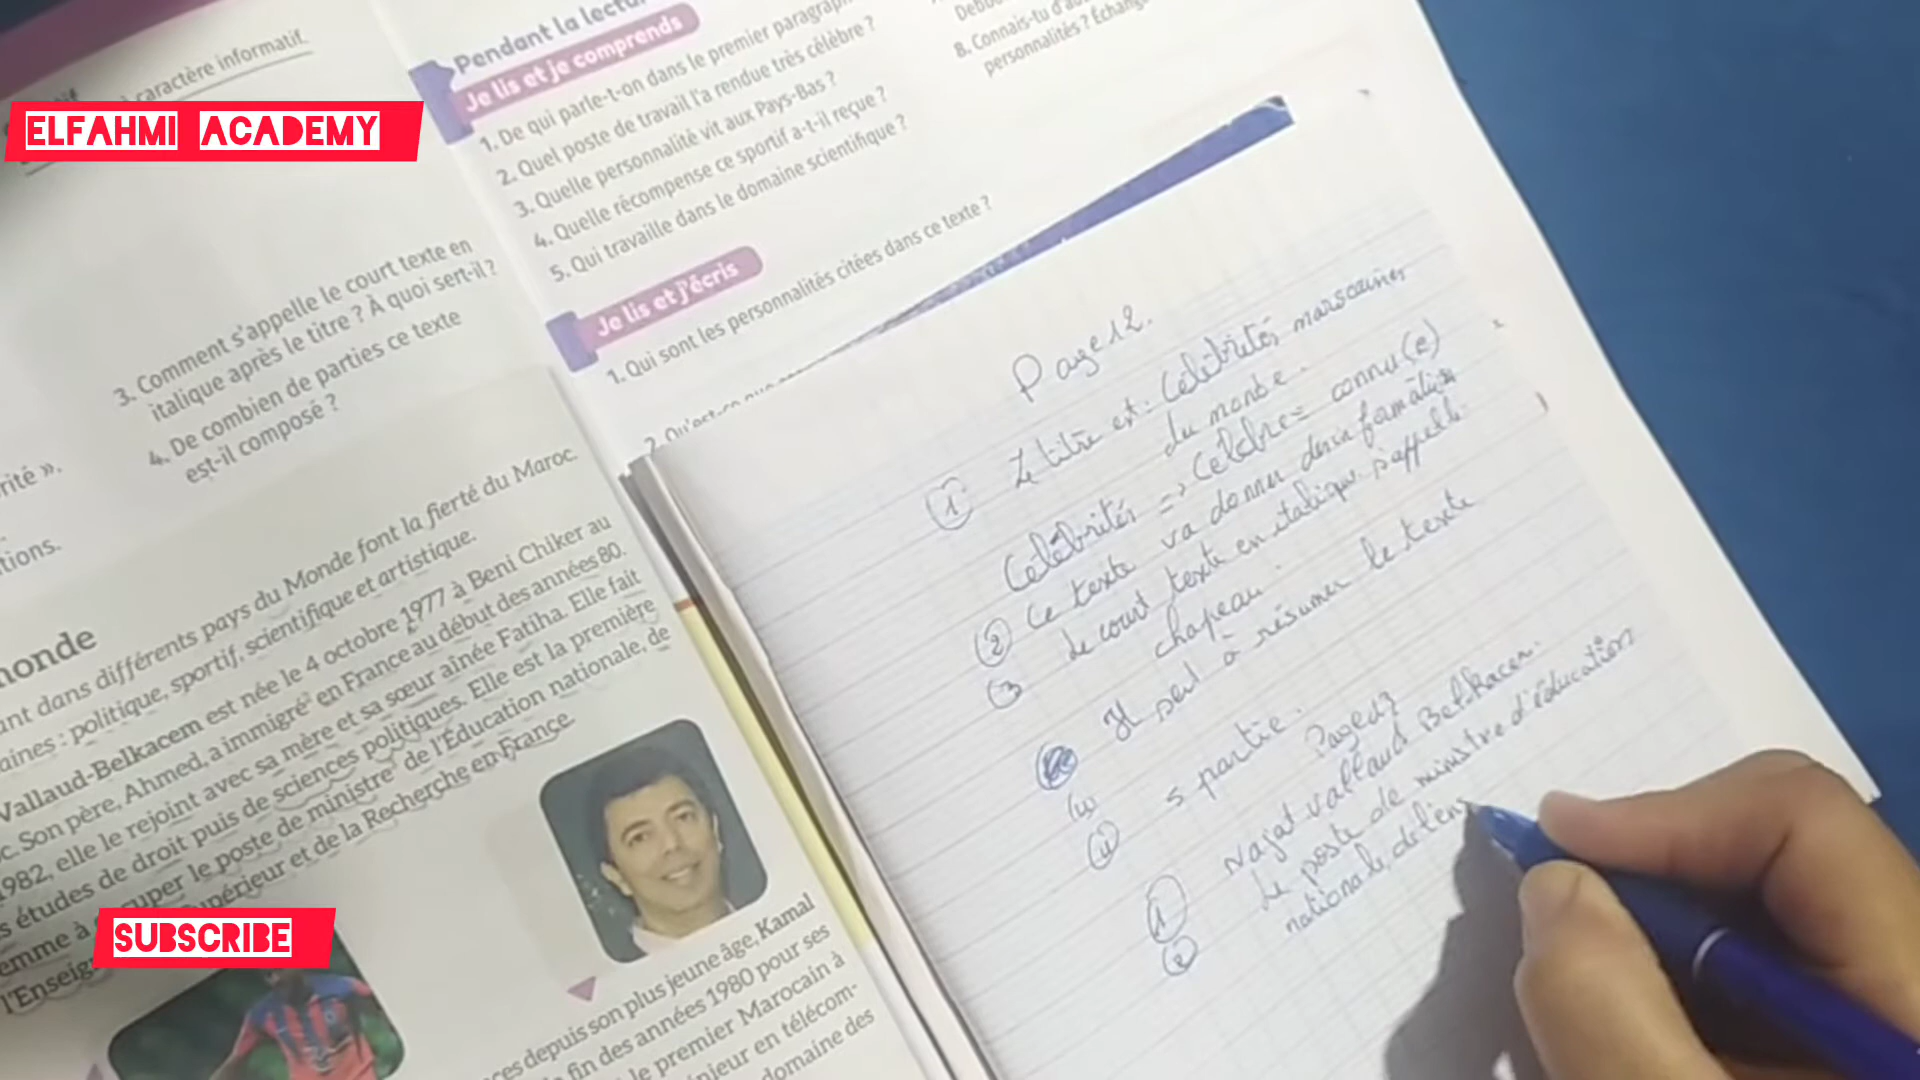 ELFAHMI ACADEMY
SUBSCRIBE
caractère informatif.
3. Comment s'appelle le court texte en
italique après le titre ? À quoi sert-il ?
4. De combien de parties ce texte
est-il composé ?
Pendant la
Je lis et je comprends
1. De qui parle-t-on dans le premier
2. Quel poste de travail l'a rendue très célèbre ?
3. Quelle personnalité vit aux Pays-Bas ?
4. Quelle récompense ce sportif a-t-il reçue ?
5. Qui travaille dans le domaine scientifique ?
8. Connais-tu
personnalités ?
Je lis et j'écris
1. Qui sont les personnalités citées dans ce texte ?
dans différents pays du Monde font la fierté du Maroc.
: politique, sportif, scientifique et artistique.
Vallaud-Belkacem est née le 4 octobre 1977 à Beni Chiker au
Son père, Ahmed, a immigré en France au début des années 80.
1982, elle le rejoint avec sa mère et sa sœur aînée Fatiha. Elle fait
études de droit puis de sciences politiques. Elle est la première
le poste de ministre de l'Éducation nationale, de
et de la Recherche en France.
depuis son plus jeune âge, Kamal
fin des années 1980 pour ses
le premier Marocain à
en télécom-
domaine des
Page 12.
1 Le titre est : Célébrités marocaines
du monde.
Célébrités => célèbre = connu(e)
2 Ce texte va donner
3 le court texte en italique s'appelle
chapeau.
Il sert à résumer le texte
4 5 partie.
1 Najat vallaud Belkacem.
2 Le poste de ministre d'éducation
nationale, de